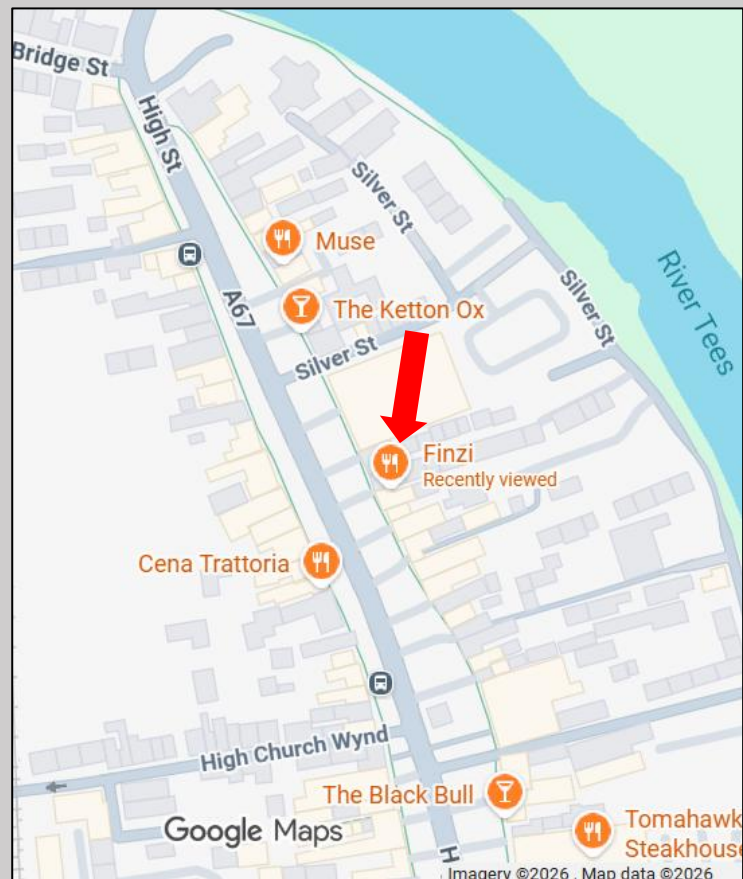 Bridge St
High St
Silver St
Muse
A67
The Ketton Ox
Silver St
Silver St
River Tees
Finzi
Recently viewed
Cena Trattoria
High Church Wynd
The Black Bull
Tomahawk
Steakhouse
Google Maps
H
Imagery ©2026 , Map data ©2026